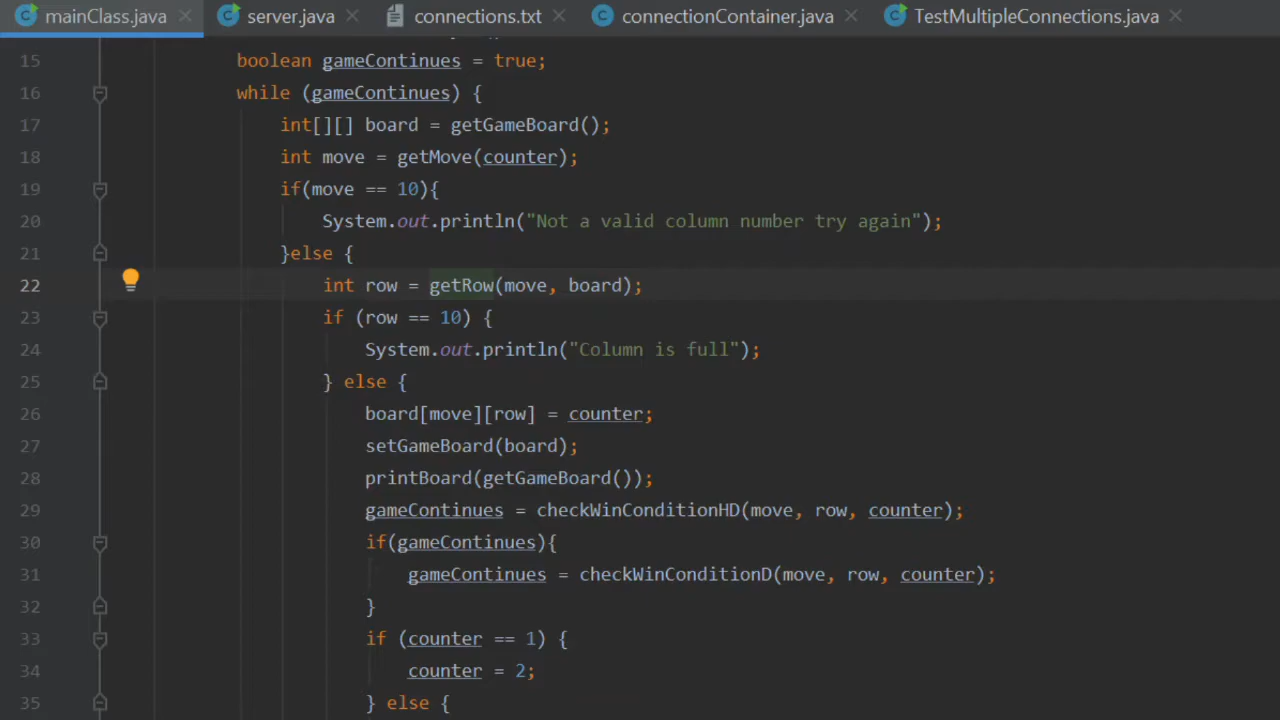 mainClass.java server.java connections.txt connectionContainer.java TestMultipleConnections.java
15 boolean gameContinues = true;
16 while (gameContinues) {
17 int[][] board = getGameBoard();
18 int move = getMove(counter);
19 if(move == 10){
20 System.out.println("Not a valid column number try again");
21 }else {
22 int row = getRow(move, board);
23 if (row == 10) {
24 System.out.println("Column is full");
25 } else {
26 board[move][row] = counter;
27 setGameBoard(board);
28 printBoard(getGameBoard());
29 gameContinues = checkWinConditionHD(move, row, counter);
30 if(gameContinues){
31 gameContinues = checkWinConditionD(move, row, counter);
32 }
33 if (counter == 1) {
34 counter = 2;
35 } else {